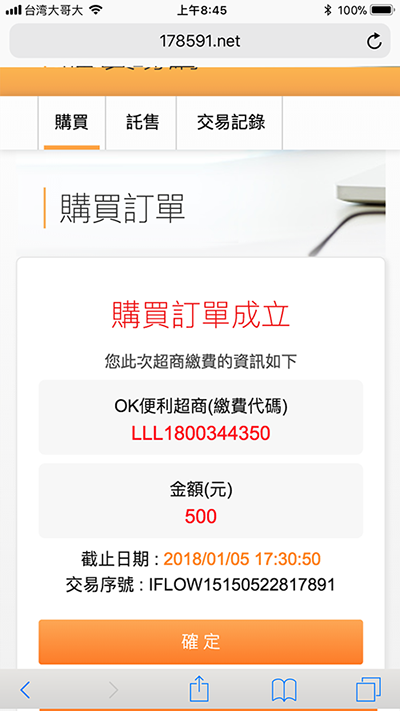 台湾大哥大 上午8:45 100%
178591.net
購買 託售 交易記錄
購買訂單
購買訂單成立
您此次超商繳費的資訊如下
OK便利超商(繳費代碼)
LLL1800344350
金額(元)
500
截止日期 : 2018/01/05 17:30:50
交易序號 : IFLOW15150522817891
確定